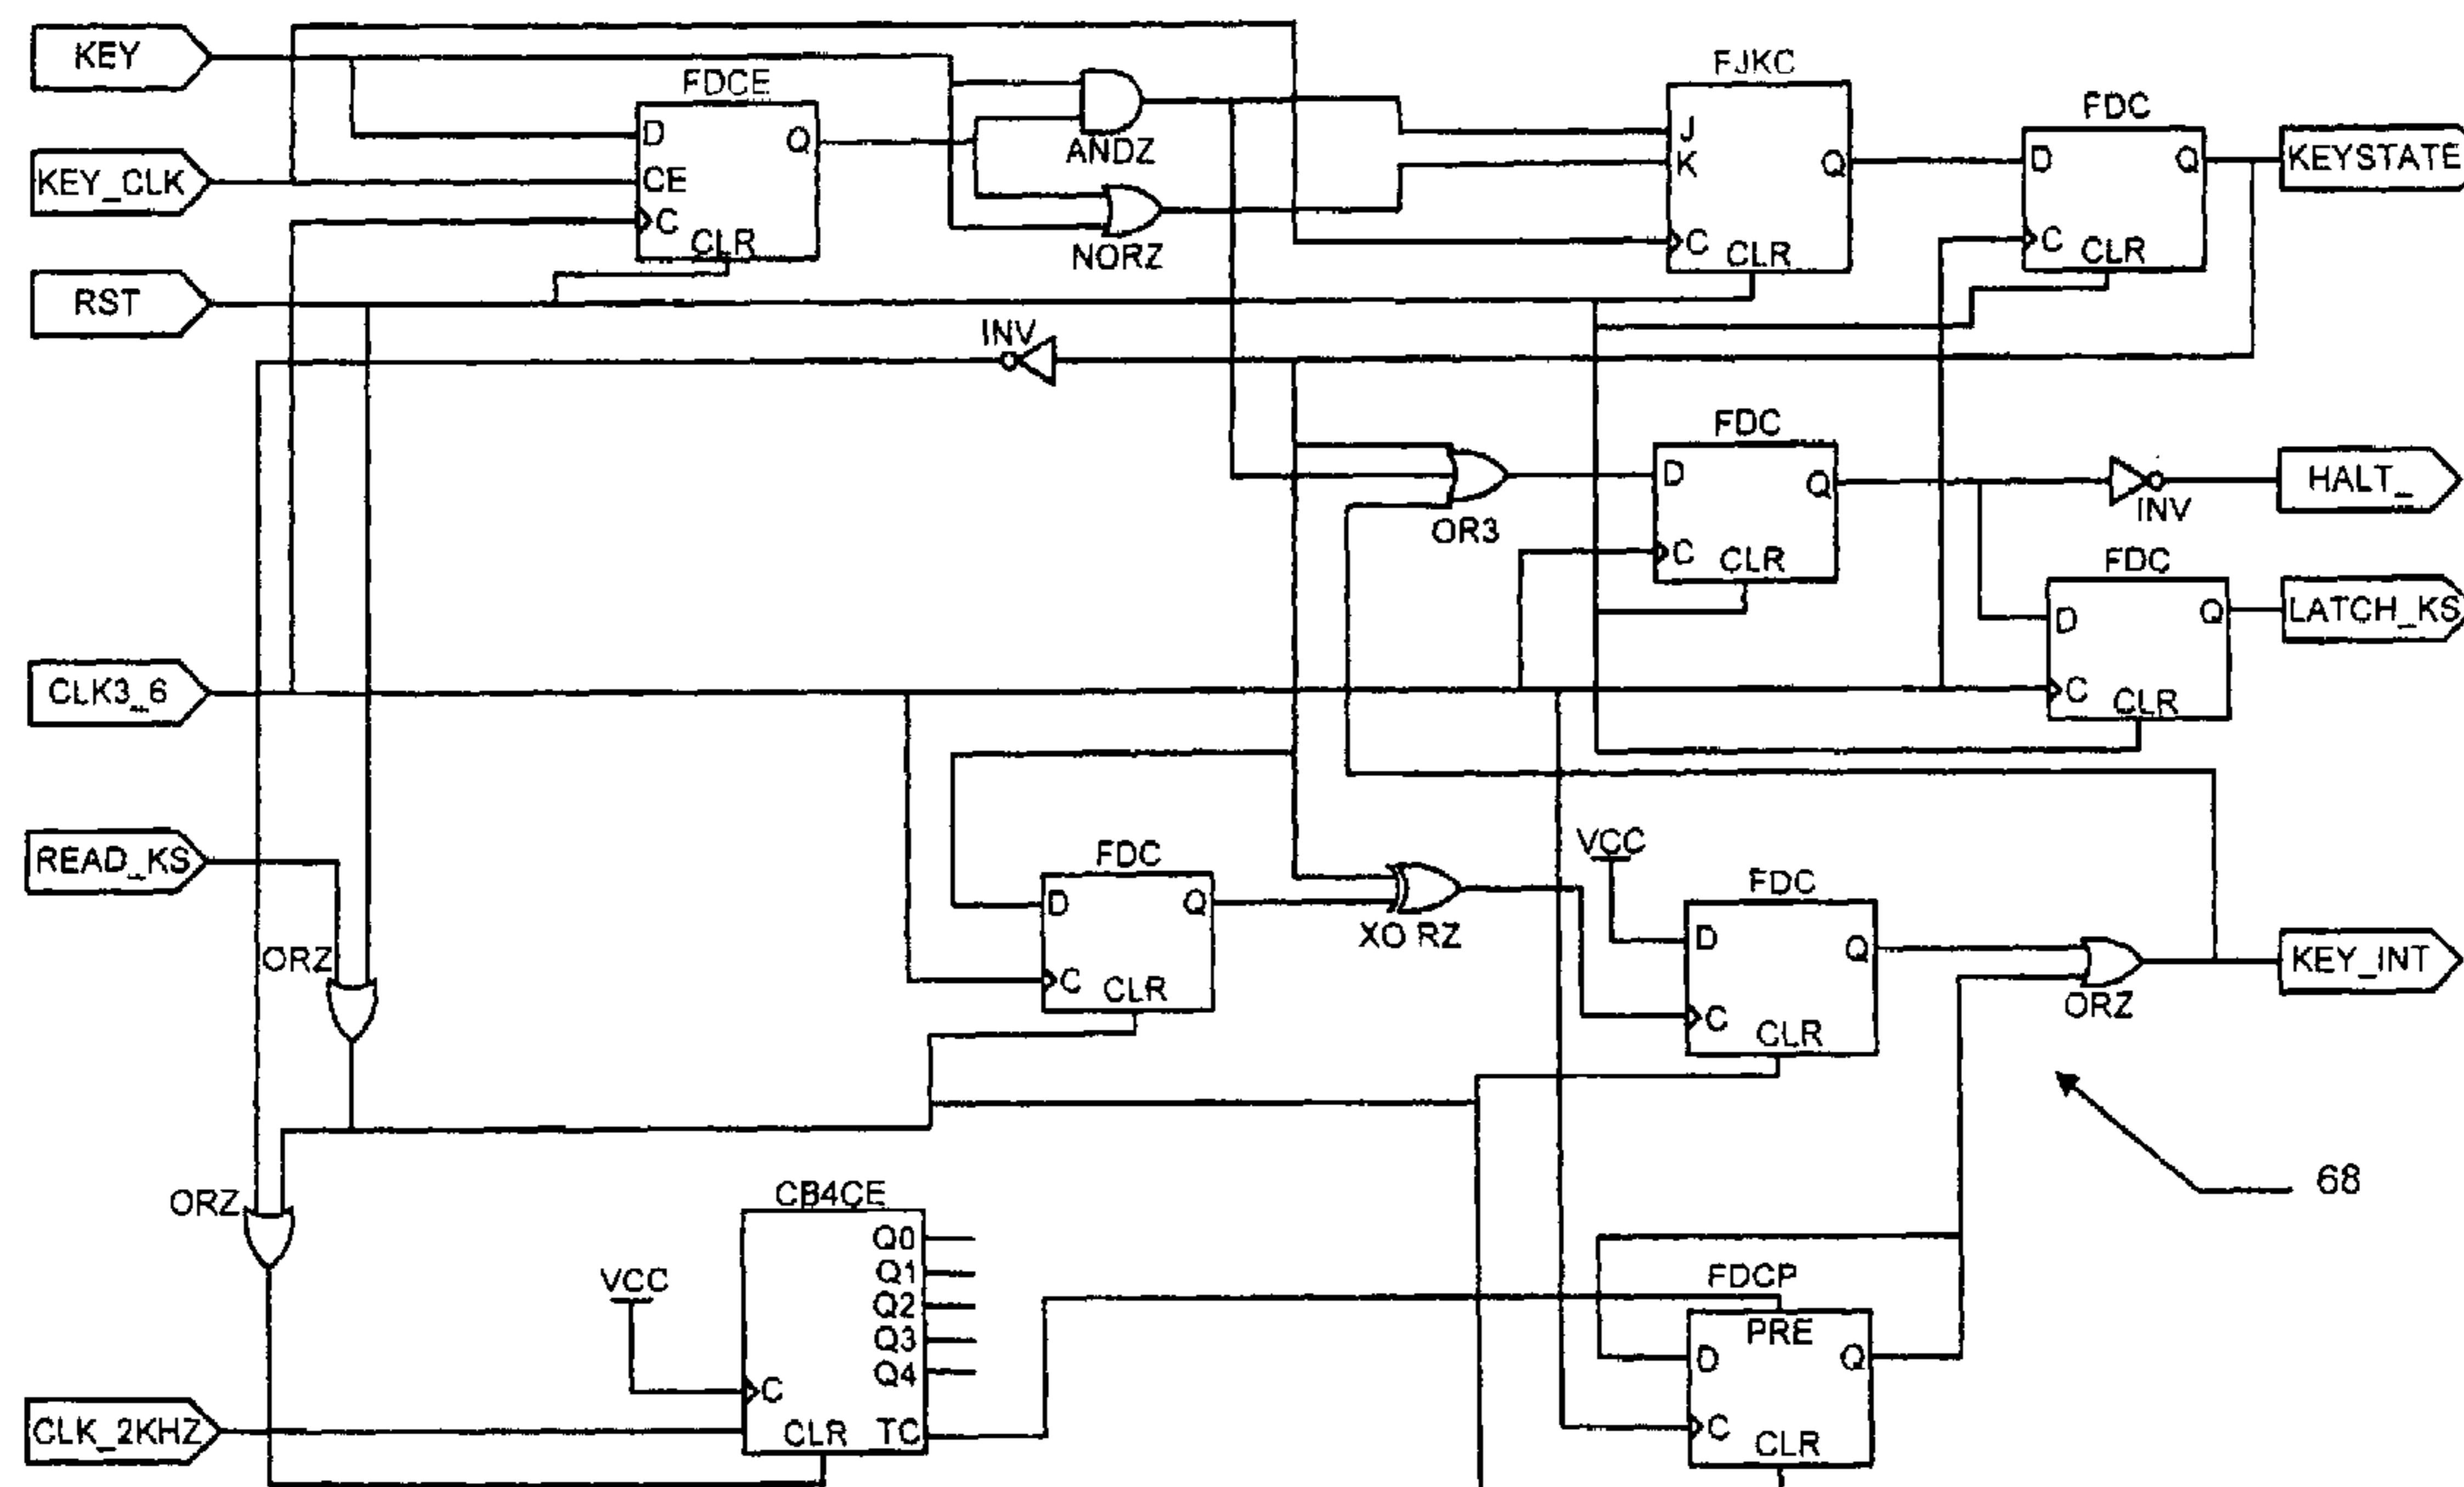 KEY
FDCE
D
Q
CE
C
CLR
KEY_CLK
RST
ANDZ
NORZ
FJKC
J
K
Q
C
CLR
FDC
D
Q
C
CLR
KEYSTATE
INV
OR3
FDC
D
Q
C
CLR
INV
HALT_
FDC
D
Q
C
CLR
LATCH_KS
CLK3_6
READ_KS
ORZ
FDC
D
Q
C
CLR
XO RZ
VCC
FDC
D
Q
C
CLR
ORZ
KEY_INT
68
ORZ
CB4CE
Q0
Q1
Q2
Q3
Q4
VCC
C
CLR
TC
CLK_2KHZ
FDCP
PRE
D
Q
C
CLR